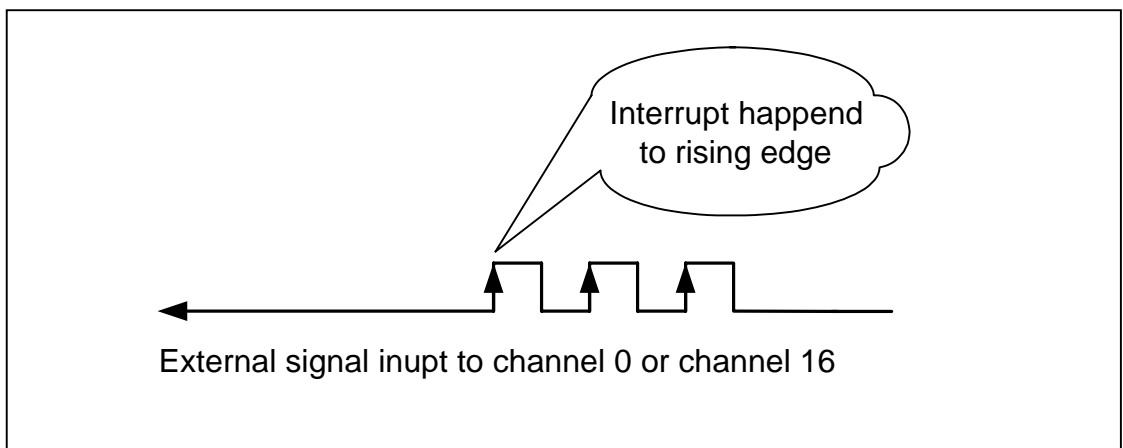 Interrupt happend
to rising edge
External signal inupt to channel 0 or channel 16